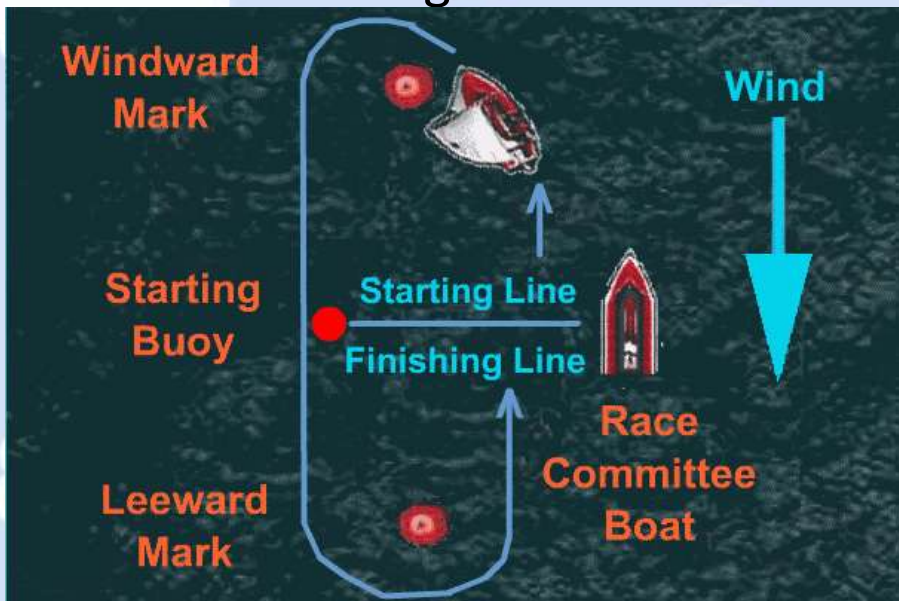 Windward
Mark
Wind
Starting
Buoy
Starting Line
Finishing Line
Race
Committee
Boat
Leeward
Mark